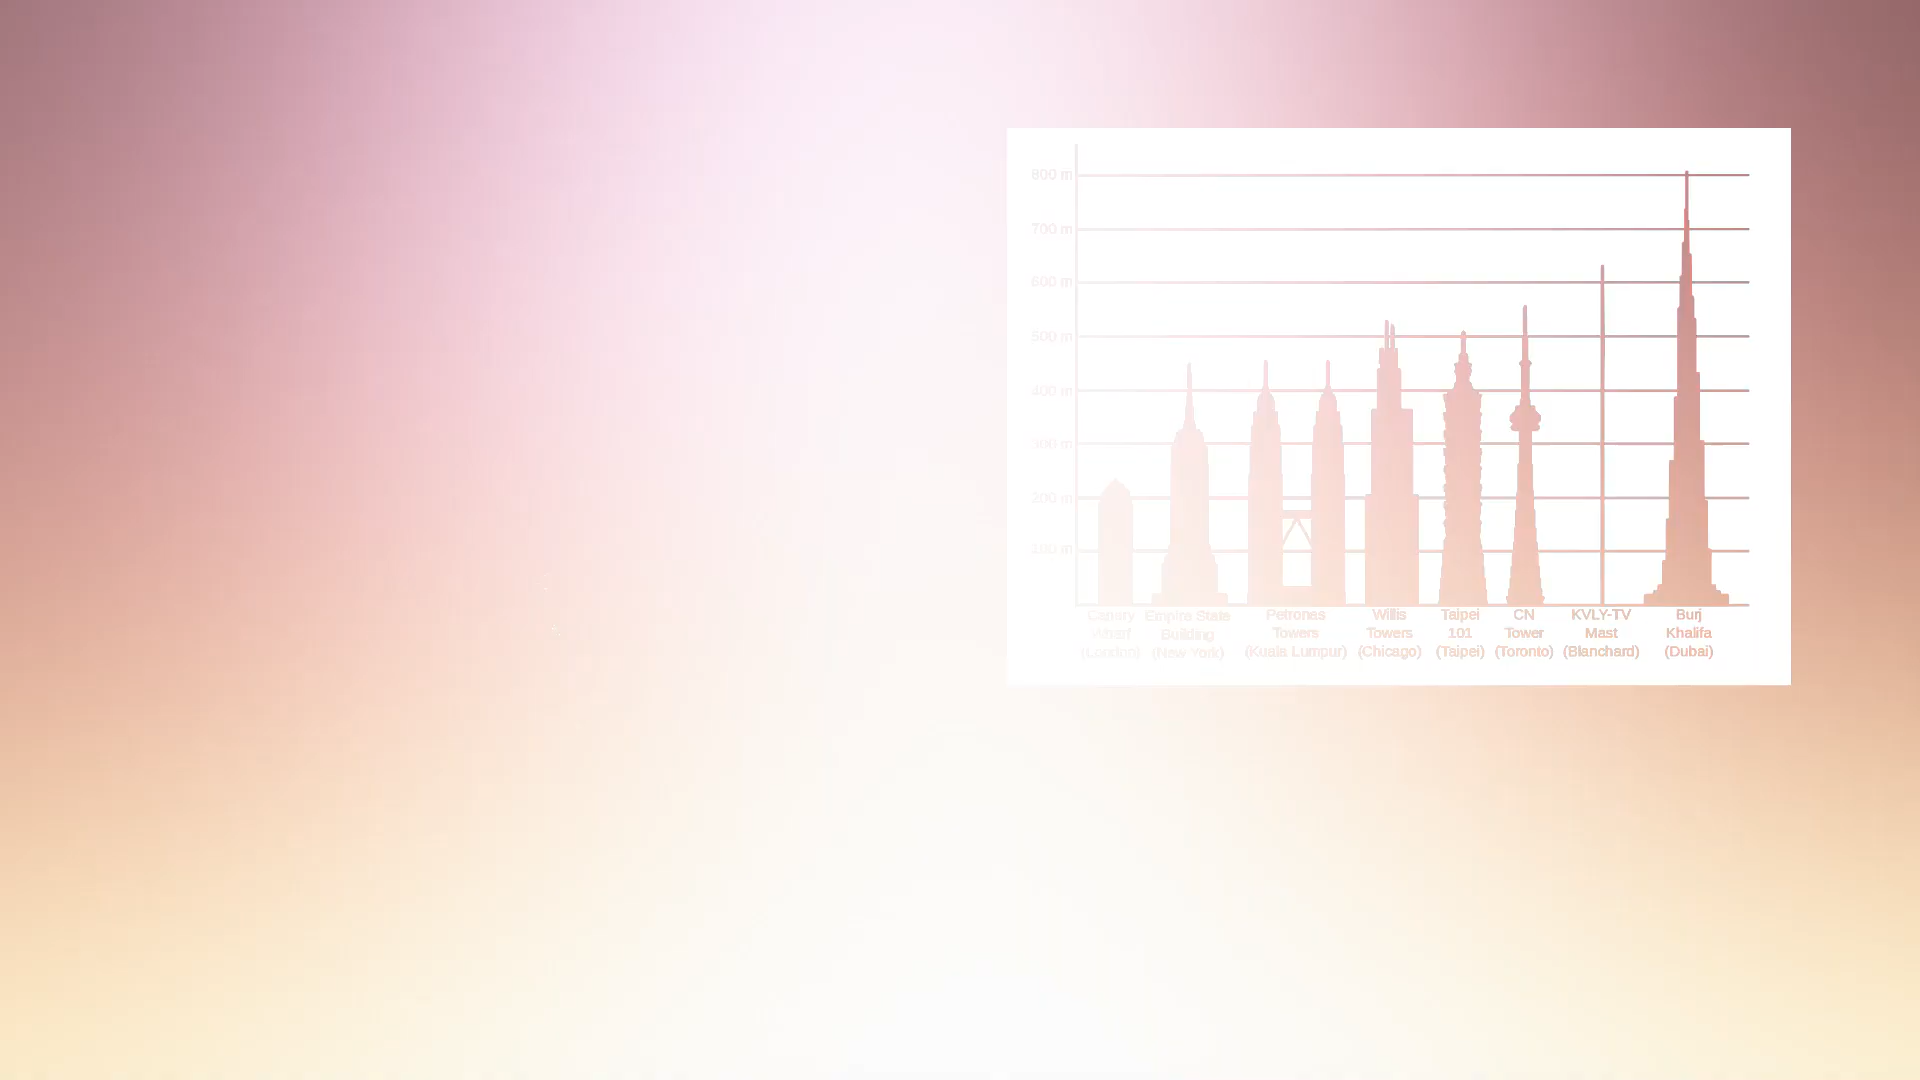 800 m
700 m
600 m
500 m
400 m
300 m
200 m
100 m
Canary
Wharf
(London)
Empire State
Building
(New York)
Petronas
Towers
(Kuala Lumpur)
Willis
Towers
(Chicago)
Taipei
101
(Taipei)
CN
Tower
(Toronto)
KVLY-TV
Mast
(Blanchard)
Burj
Khalifa
(Dubai)